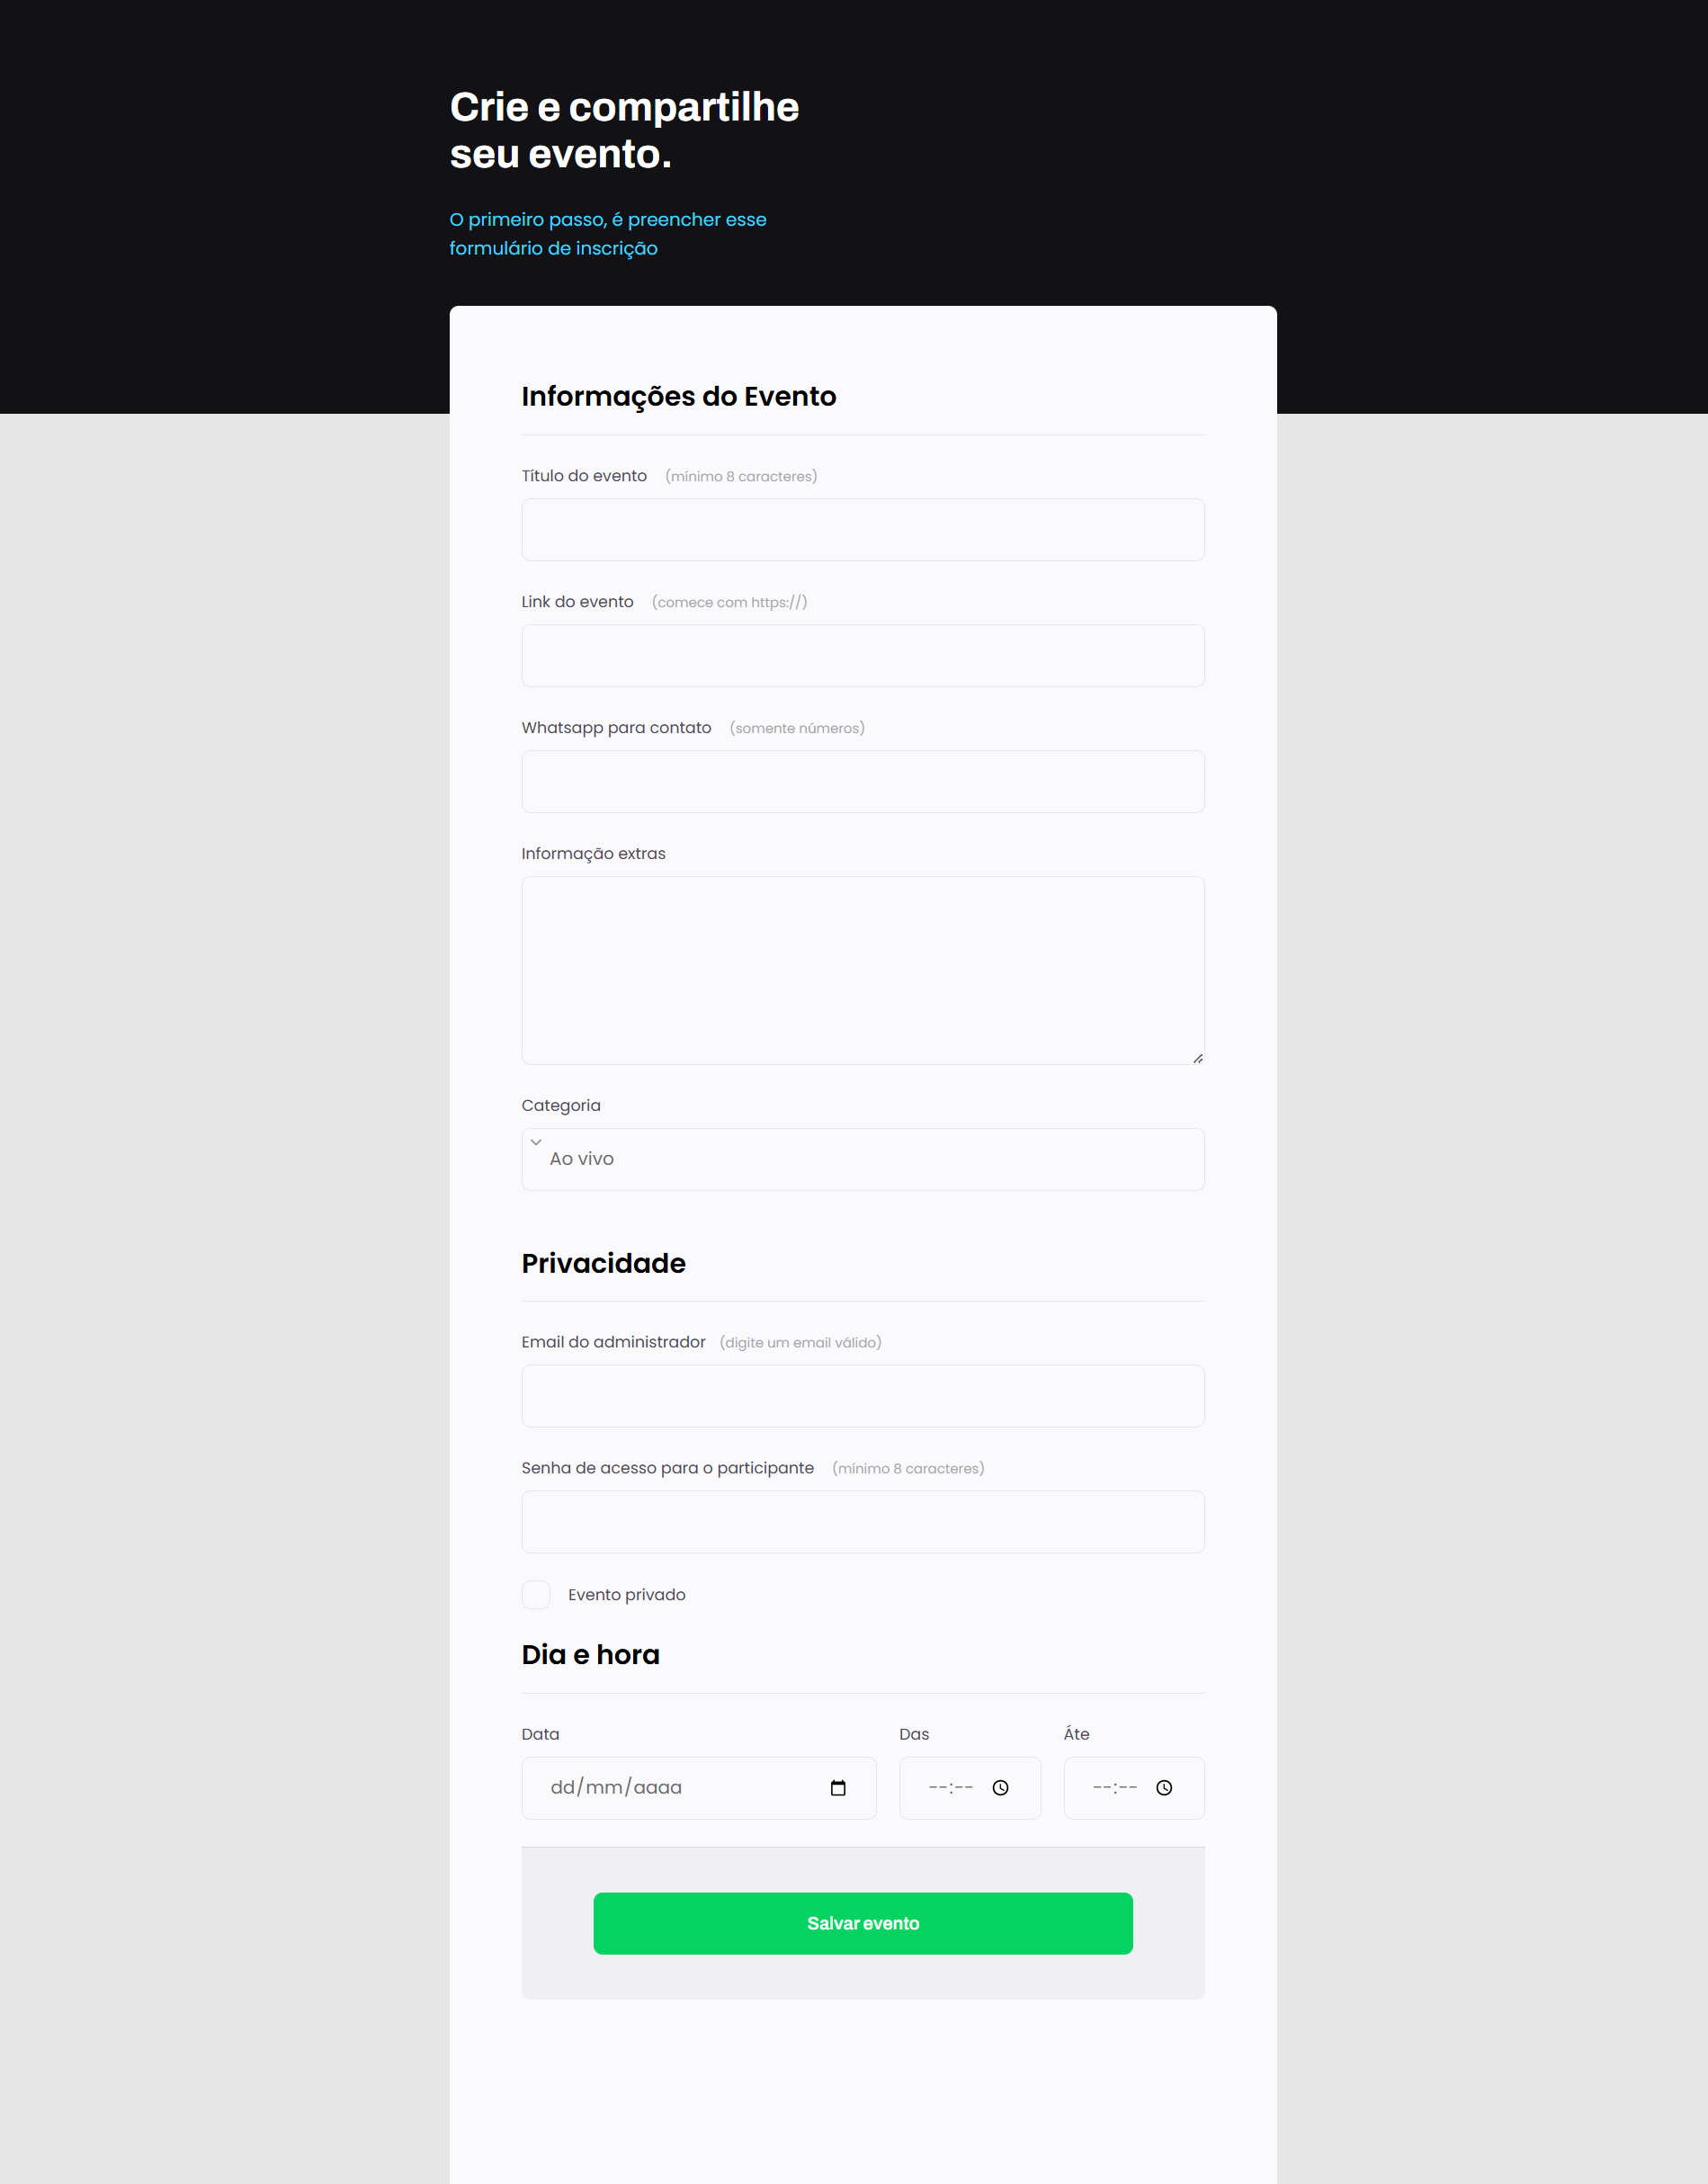 Crie e compartilhe
seu evento.
O primeiro passo, é preencher esse
formulário de inscrição
Informações do Evento
Título do evento (mínimo 8 caracteres)
Link do evento (comece com https://)
Whatsapp para contato (somente números)
Informação extras
Categoria
Ao vivo
Privacidade
Email do administrador (digite um email válido)
Senha de acesso para o participante (mínimo 8 caracteres)
Evento privado
Dia e hora
Data Das Áte
dd/mm/aaaa --:-- --:--
Salvar evento